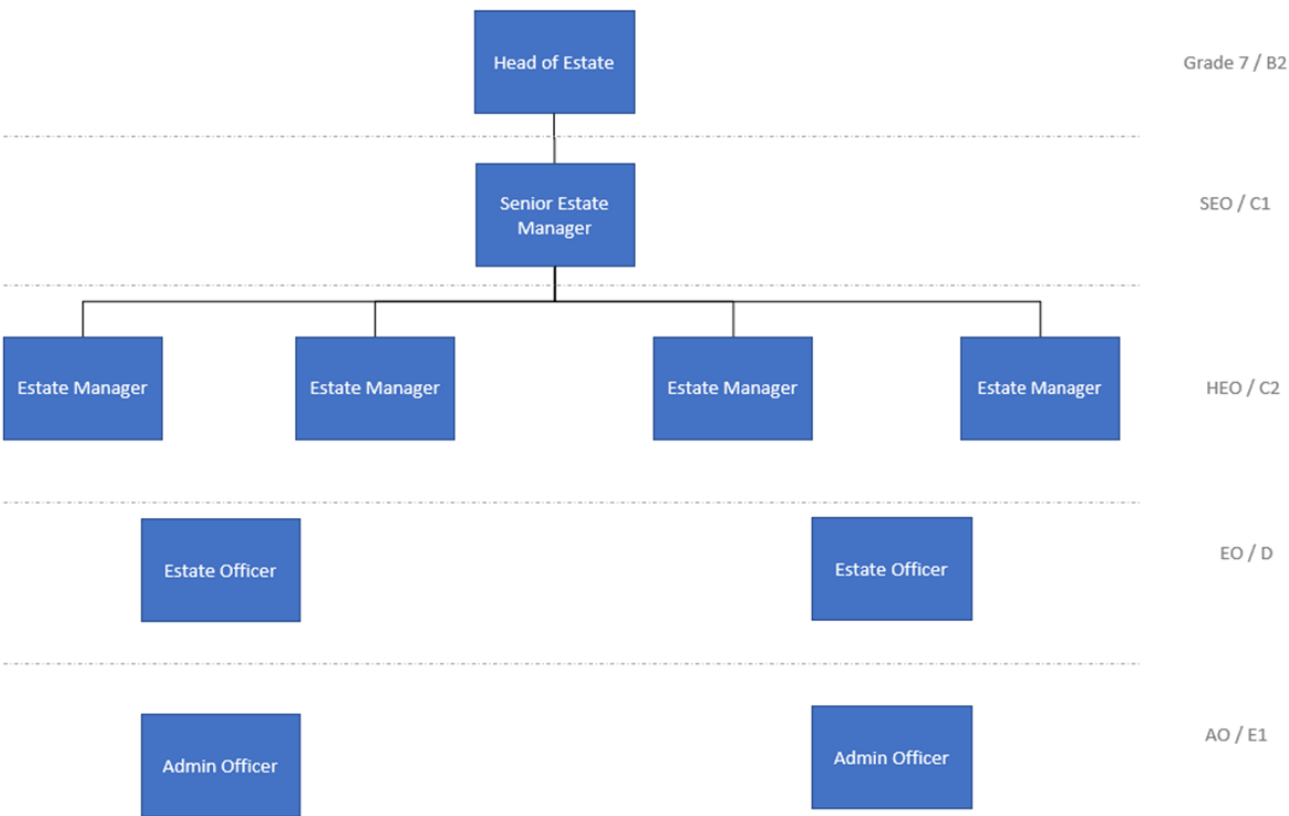 Head of Estate
Grade 7 / B2
Senior Estate
Manager
SEO / C1
Estate Manager
Estate Manager
Estate Manager
Estate Manager
HEO / C2
Estate Officer
Estate Officer
EO / D
Admin Officer
Admin Officer
AO / E1